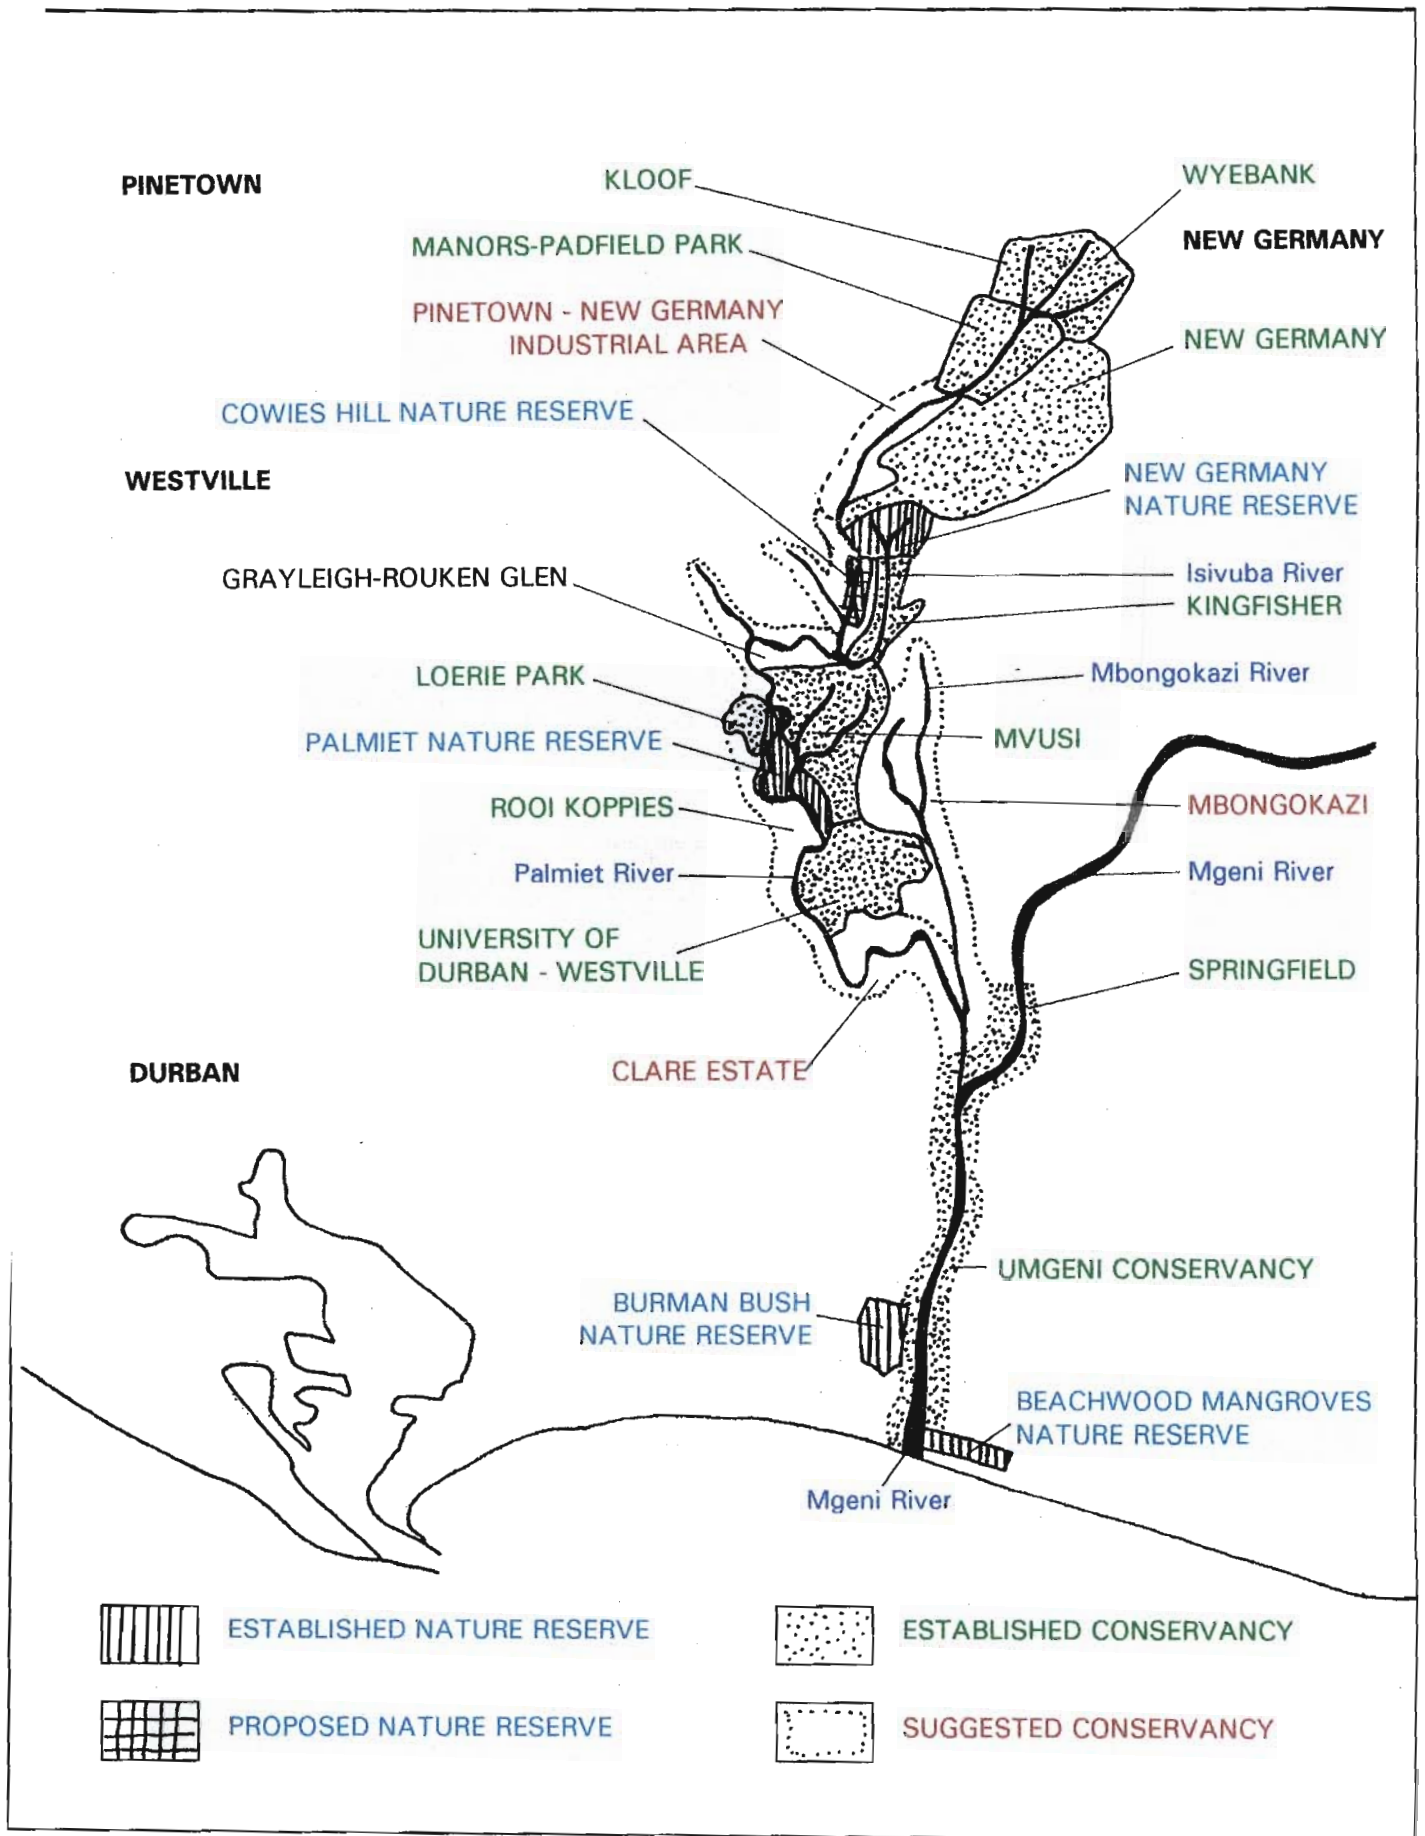 PINETOWN
KLOOF
WYEBANK
MANORS-PADFIELD PARK
NEW GERMANY
PINETOWN - NEW GERMANY
INDUSTRIAL AREA
NEW GERMANY
COWIES HILL NATURE RESERVE
WESTVILLE
NEW GERMANY
NATURE RESERVE
GRAYLEIGH-ROUKEN GLEN
Isivuba River
KINGFISHER
LOERIE PARK
Mbongokazi River
PALMIET NATURE RESERVE
MVUSI
ROOI KOPPIES
MBONGOKAZI
Palmiet River
Mgeni River
UNIVERSITY OF
DURBAN - WESTVILLE
SPRINGFIELD
CLARE ESTATE
DURBAN
UMGENI CONSERVANCY
BURMAN BUSH
NATURE RESERVE
BEACHWOOD MANGROVES
NATURE RESERVE
Mgeni River
ESTABLISHED NATURE RESERVE
ESTABLISHED CONSERVANCY
PROPOSED NATURE RESERVE
SUGGESTED CONSERVANCY